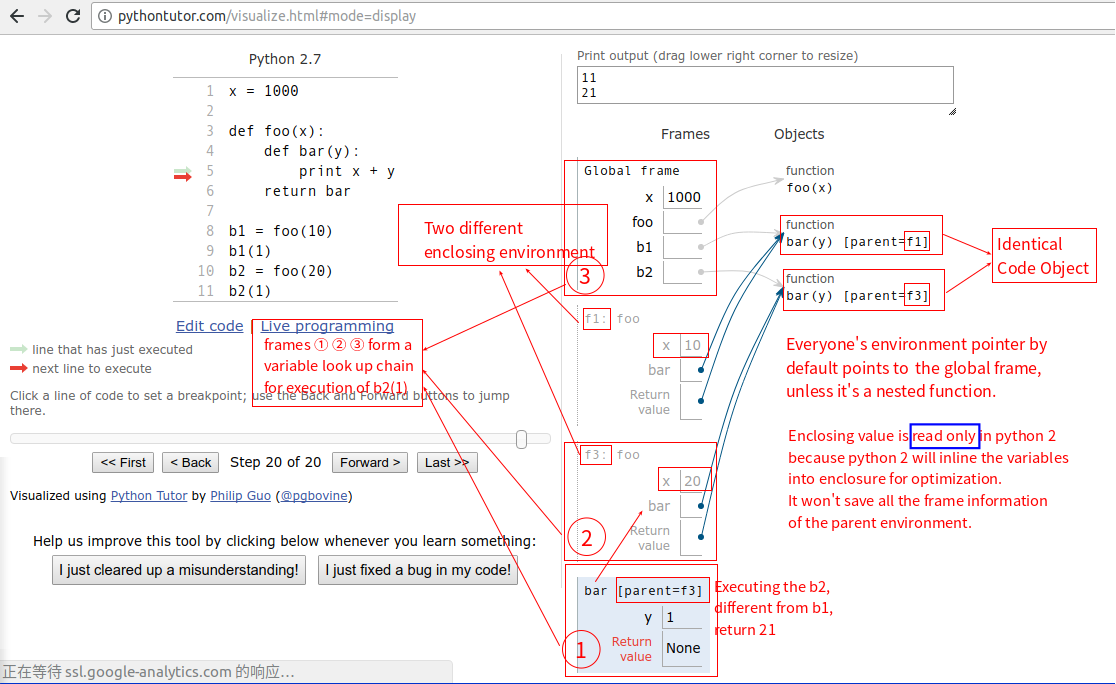 pythontutor.com/visualize.html#mode=display
Python 2.7
1 x = 1000
2
3 def foo(x):
4     def bar(y):
5         print x + y
6     return bar
7
8 b1 = foo(10)
9 b1(1)
10 b2 = foo(20)
11 b2(1)
Edit code | Live programming
line that has just executed
next line to execute
Click a line of code to set a breakpoint; use the Back and Forward buttons to jump
there.
<< First
< Back
Step 20 of 20
Forward >
Last >>
Visualized using Python Tutor by Philip Guo (@pgbovine)
Help us improve this tool by clicking below whenever you learn something:
I just cleared up a misunderstanding!
I just fixed a bug in my code!
正在等待 ssl.google-analytics.com 的响应...
frames ① ② ③ form a
variable look up chain
for execution of b2(1)
Two different
enclosing environment
Print output (drag lower right corner to resize)
11
21
Frames
Objects
Global frame
x 1000
foo
b1
b2
3
f1: foo
x 10
bar
Return
value
f3: foo
x 20
bar
Return
value
2
bar [parent=f3]
y 1
Return
value
None
1
function
foo(x)
function
bar(y) [parent=f1]
function
bar(y) [parent=f3]
Identical
Code Object
Everyone's environment pointer by
default points to the global frame,
unless it's a nested function.
Enclosing value is read only in python 2
because python 2 will inline the variables
into enclosure for optimization.
It won't save all the frame information
of the parent environment.
Executing the b2,
different from b1,
return 21